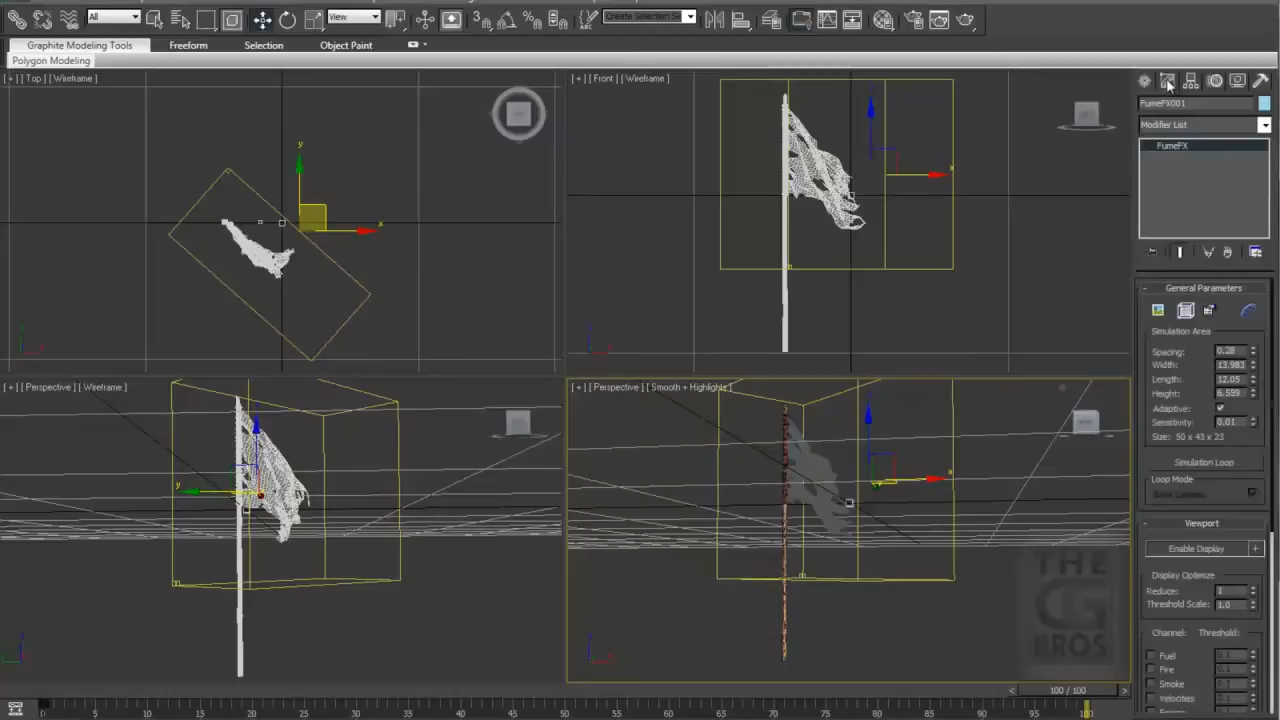 All
View
Create Selection Se
Graphite Modeling Tools
Freeform
Selection
Object Paint
Polygon Modeling
[ + ] [ Top ] [ Wireframe ]
[ + ] [ Front ] [ Wireframe ]
FumeFX001
Modifier List
FumeFX
y
x
x
General Parameters
Simulation Area
Spacing: 0.28
Width: 13.983
Length: 12.05
Height: 6.559
Adaptive:
Sensitivity: 0.01
Size: 50 x 43 x 23
Simulation Loop
Loop Mode
[ + ] [ Perspective ] [ Wireframe ]
[ + ] [ Perspective ] [ Smooth + Highlights ]
y
x
Viewport
Enable Display +
Display Optimize
Reduce: 1
Threshold Scale: 1.0
Channel: Threshold:
Fuel
Fire
Smoke
Velocities
THE
CG
BROS
< 100 / 100 >
0 5 10 15 20 25 30 35 40 45 50 55 60 65 70 75 80 85 90 95 100